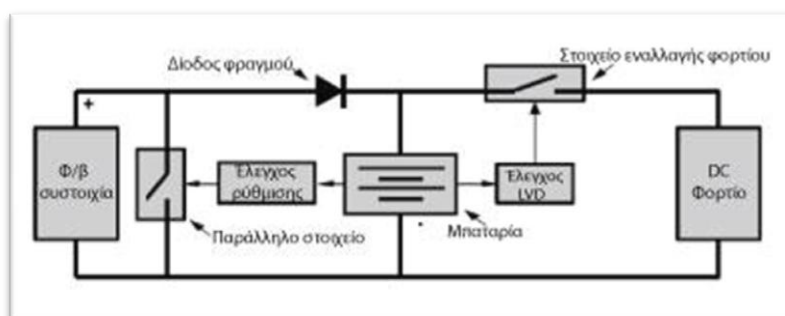 Δίοδος φραγμού
Στοιχείο εναλλαγής φορτίου
+
Φ/β
συστοιχία
Έλεγχος
ρύθμισης
Έλεγχος
LVD
DC
Φορτίο
Παράλληλο στοιχείο
Μπαταρία